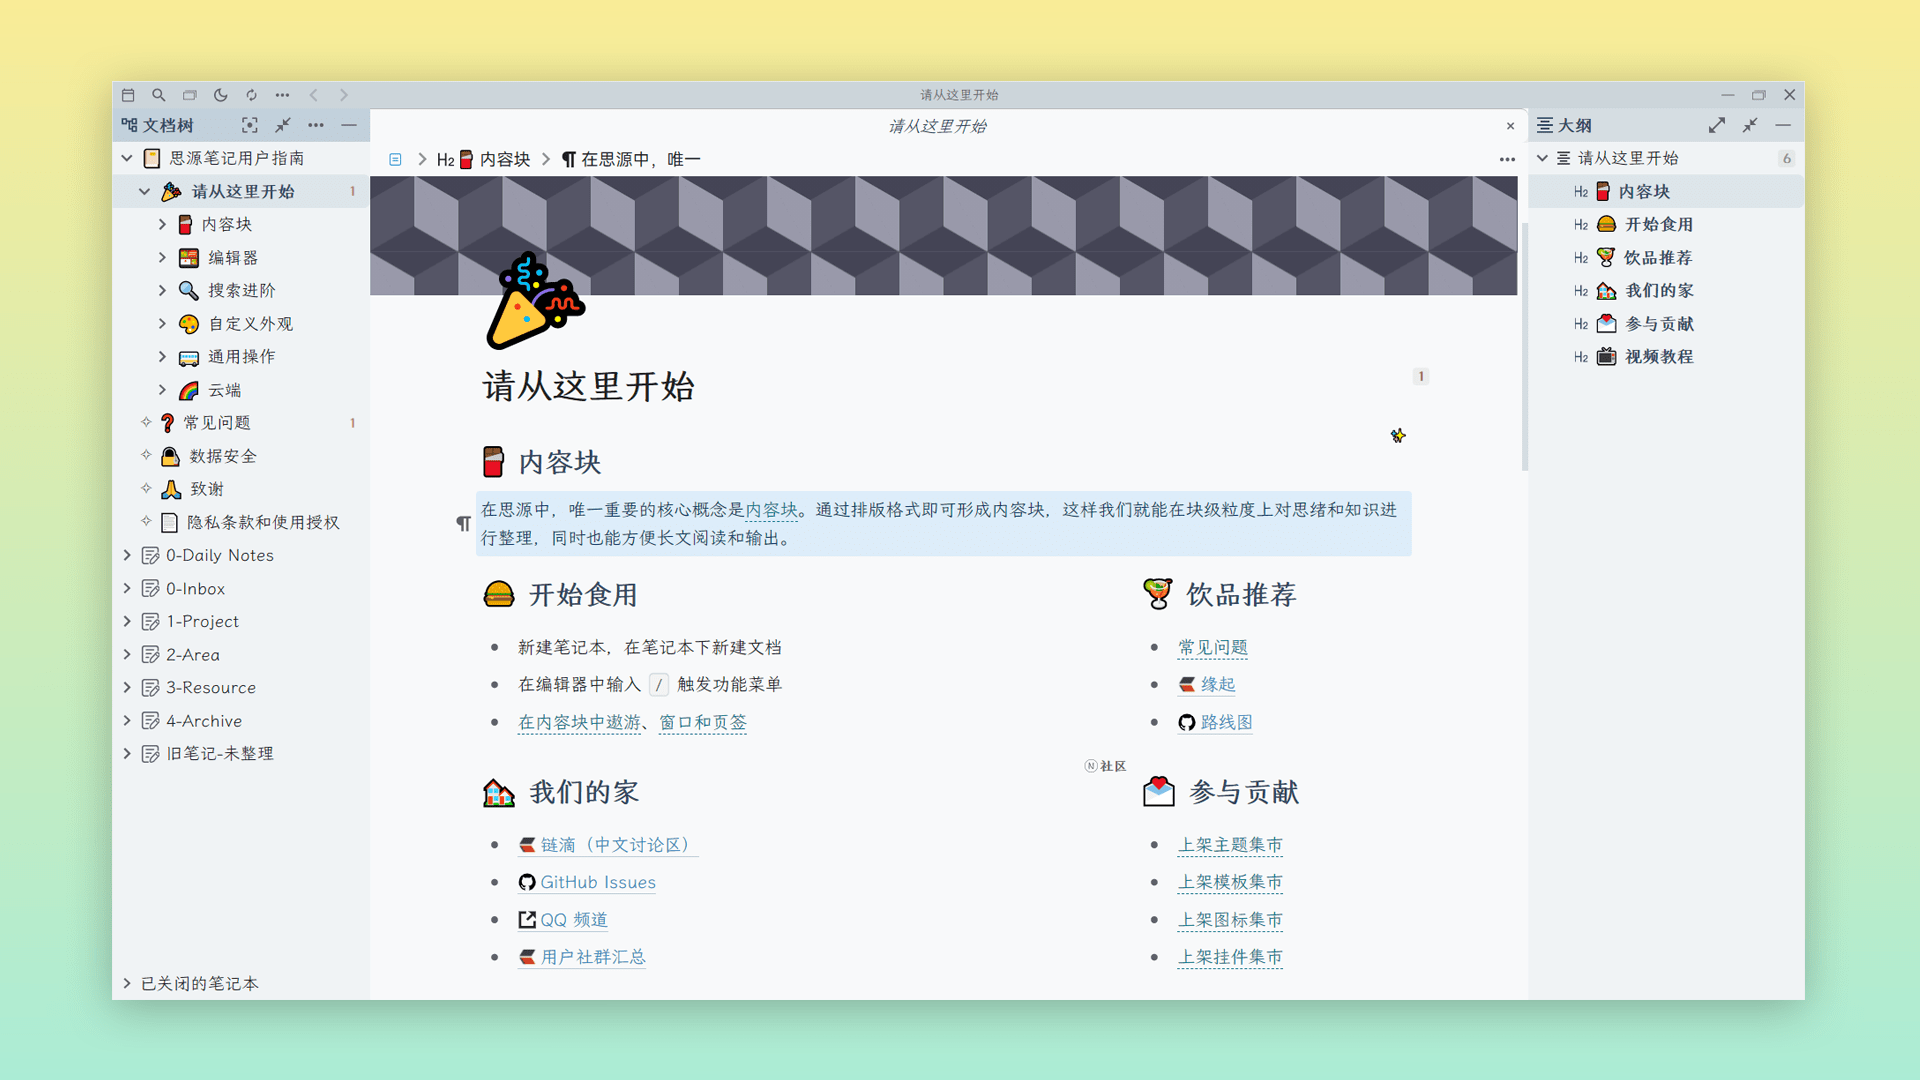 请从这里开始
文档树
思源笔记用户指南
请从这里开始 1
内容块
编辑器
搜索进阶
自定义外观
通用操作
云端
常见问题 1
数据安全
致谢
隐私条款和使用授权
0-Daily Notes
0-Inbox
1-Project
2-Area
3-Resource
4-Archive
旧笔记-未整理
已关闭的笔记本
请从这里开始
H2 内容块 > ¶ 在思源中，唯一
请从这里开始
1
内容块
在思源中，唯一重要的核心概念是内容块。通过排版格式即可形成内容块，这样我们就能在块级粒度上对思绪和知识进
行整理，同时也能方便长文阅读和输出。
开始食用
新建笔记本，在笔记本下新建文档
在编辑器中输入 / 触发功能菜单
在内容块中遨游、窗口和页签
饮品推荐
常见问题
缘起
路线图
我们的家
链滴（中文讨论区）
GitHub Issues
QQ 频道
用户社群汇总
N 社区
参与贡献
上架主题集市
上架模板集市
上架图标集市
上架挂件集市
大纲
请从这里开始 6
H2 内容块
H2 开始食用
H2 饮品推荐
H2 我们的家
H2 参与贡献
H2 视频教程